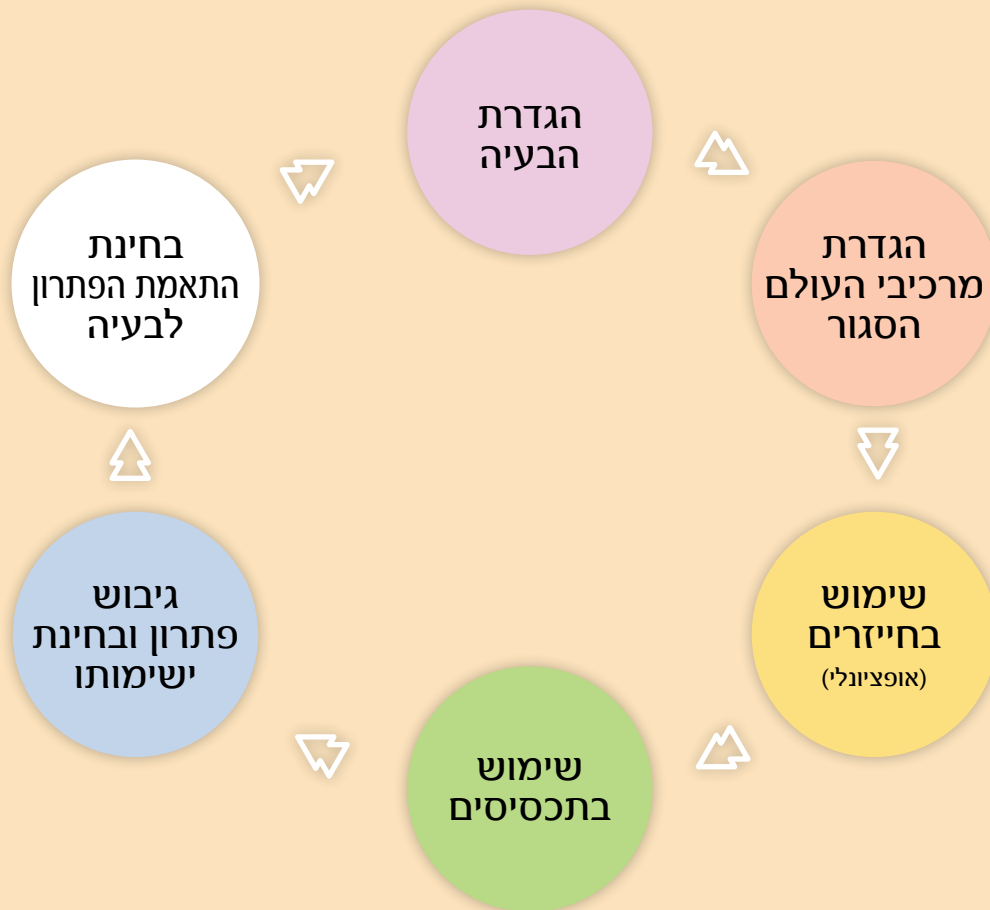 הגדרת
הבעיה
הגדרת
מרכיבי העולם
הסגור
שימוש
בחייזרים
(אופציונלי)
שימוש
בתכסיסים
גיבוש
פתרון ובחינת
ישימותו
בחינת
התאמת הפתרון
לבעיה